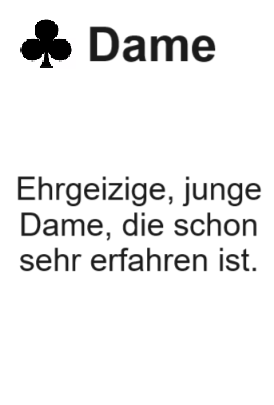 ♣ Dame
Ehrgeizige, junge
Dame, die schon
sehr erfahren ist.